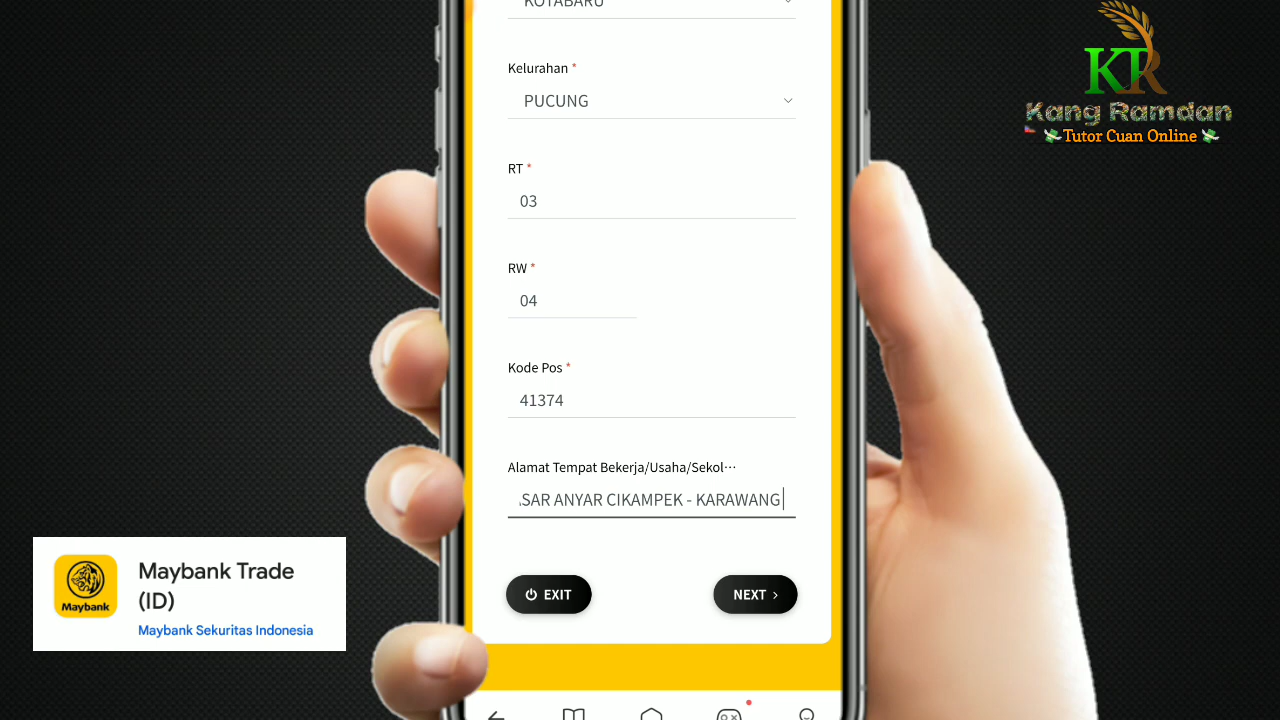 KOTABARU
Kelurahan *
PUCUNG
RT *
03
RW *
04
Kode Pos *
41374
Alamat Tempat Bekerja/Usaha/Sekol···
SAR ANYAR CIKAMPEK - KARAWANG
EXIT
NEXT ›
KR
Kang Ramdan
Tutor Cuan Online
Maybank
Maybank Trade
(ID)
Maybank Sekuritas Indonesia